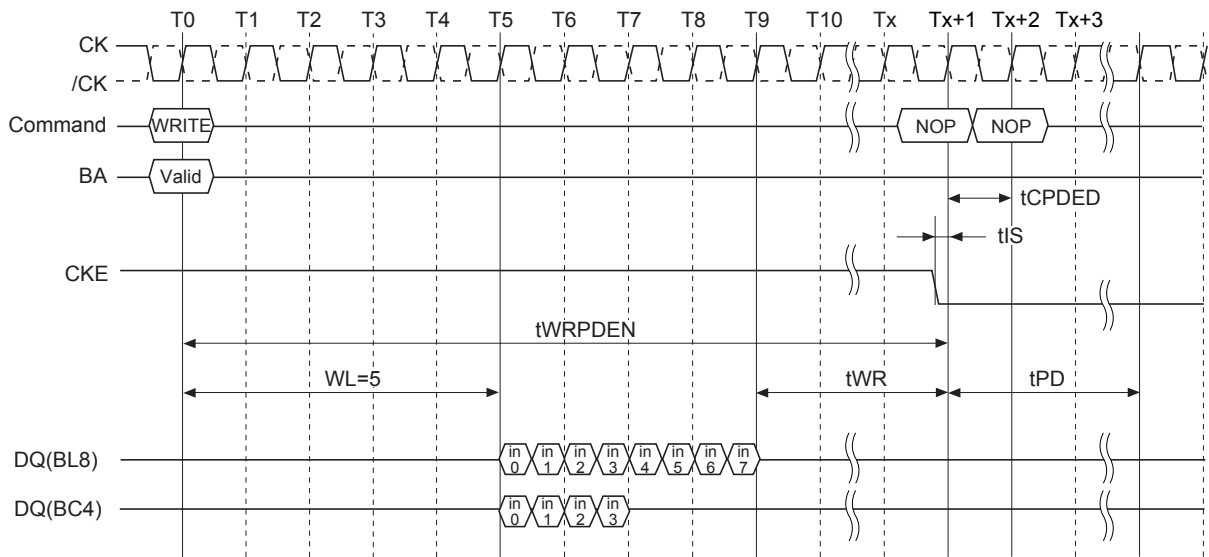 T0 T1 T2 T3 T4 T5 T6 T7 T8 T9 T10 Tx Tx+1 Tx+2 Tx+3
CK
/CK
Command WRITE NOP NOP
BA Valid
tCPDED
tIS
CKE
tWRPDEN
WL=5 tWR tPD
DQ(BL8) in 0 in 1 in 2 in 3 in 4 in 5 in 6 in 7
DQ(BC4) in 0 in 1 in 2 in 3